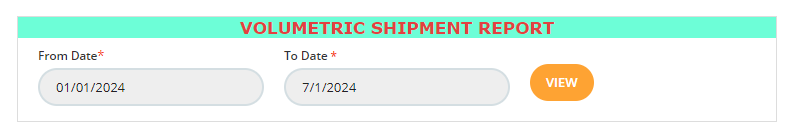 VOLUMETRIC SHIPMENT REPORT
From Date* To Date *
01/01/2024 7/1/2024 VIEW